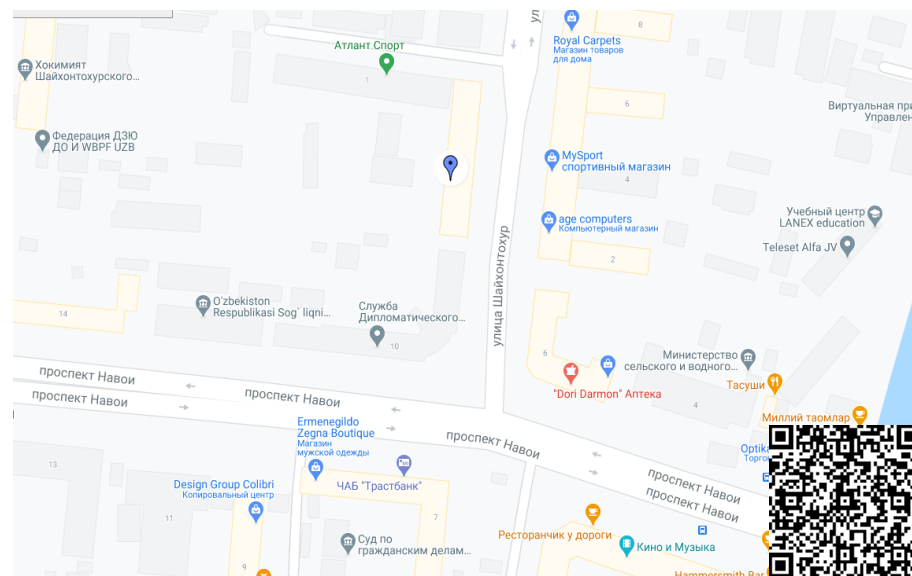 ул
Royal Carpets
Магазин товаров
для дома
8
Атлант Спорт
1
Хокимият
Шайхонтохурского...
6
Виртуальная при
Управлен
Федерация ДЗЮ
ДО И WBPF UZB
MySport
спортивный магазин
4
Учебный центр
LANEX education
age computers
Компьютерный магазин
Teleset Alfa JV
2
улица Шайхонтохур
O'zbekiston
Respublikasi Sog` liqni...
Служба
Дипломатического...
10
14
6
Министерство
сельского и водного...
"Dori Darmon" Аптека
Тасуши
4
Миллий таомлар
проспект Навои
проспект Навои
проспект Навои
проспект Навои
Ermenegildo
Zegna Boutique
Магазин
мужской одежды
Optika
Торго
13
ЧАБ "Трастбанк"
проспект Навои
проспект Навои
Design Group Colibri
Копировальный центр
11
7
Ресторанчик у дороги
Суд по
гражданским делам...
Кино и Музыка
9
Hammersmith Bar